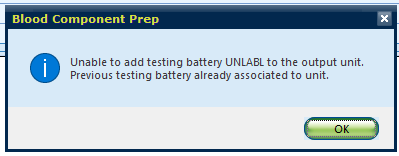 Blood Component Prep
Unable to add testing battery UNLABL to the output unit.
Previous testing battery already associated to unit.
OK